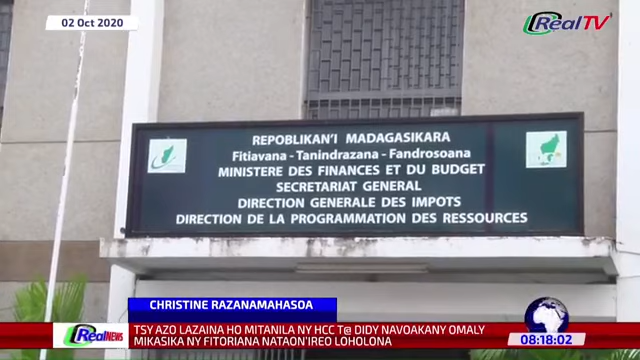 02 Oct 2020
RealTV
REPOBLIKAN'I MADAGASIKARA
Fitiavana - Tanindrazana - Fandrosoana
MINISTERE DES FINANCES ET DU BUDGET
SECRETARIAT GENERAL
DIRECTION GENERALE DES IMPOTS
DIRECTION DE LA PROGRAMMATION DES RESSOURCES
CHRISTINE RAZANAMAHASOA
RealNEWS
TSY AZO LAZAINA HO MITANILA NY HCC T@ DIDY NAVOAKANY OMALY
MIKASIKA NY FITORIANA NATAON'IREO LOHOLONA
08:18:02